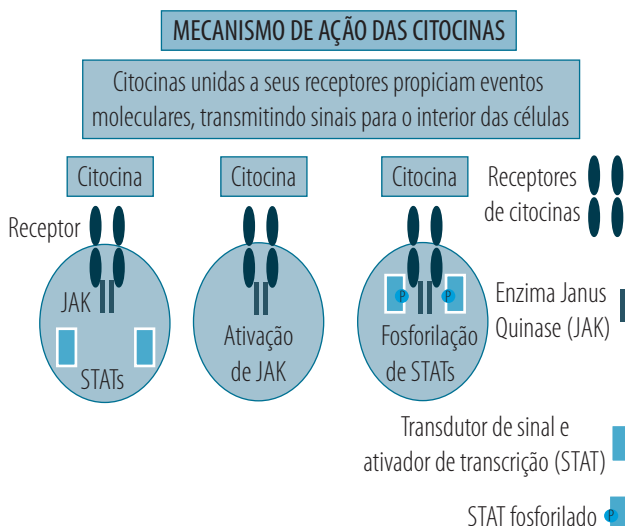 MECANISMO DE AÇÃO DAS CITOCINAS
Citocinas unidas a seus receptores propiciam eventos
moleculares, transmitindo sinais para o interior das células
Citocina
Receptor
JAK
STATs
Citocina
Ativação
de JAK
Citocina
P
P
Fosforilação
de STATs
Receptores
de citocinas
Enzima Janus
Quinase (JAK)
Transdutor de sinal e
ativador de transcrição (STAT)
STAT fosforilado
P